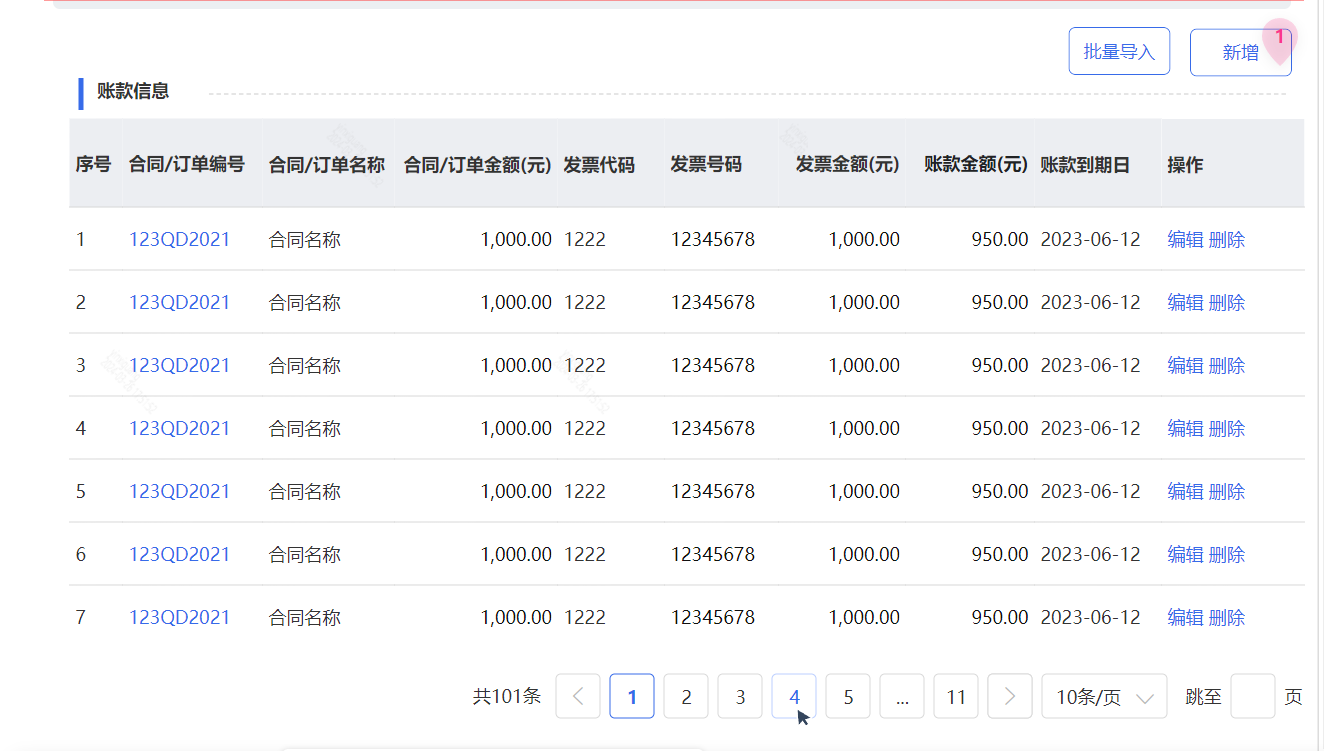 批量导入 新增 1
账款信息
序号 合同/订单编号 合同/订单名称 合同/订单金额(元) 发票代码 发票号码 发票金额(元) 账款金额(元) 账款到期日 操作
1 123QD2021 合同名称 1,000.00 1222 12345678 1,000.00 950.00 2023-06-12 编辑 删除
2 123QD2021 合同名称 1,000.00 1222 12345678 1,000.00 950.00 2023-06-12 编辑 删除
3 123QD2021 合同名称 1,000.00 1222 12345678 1,000.00 950.00 2023-06-12 编辑 删除
4 123QD2021 合同名称 1,000.00 1222 12345678 1,000.00 950.00 2023-06-12 编辑 删除
5 123QD2021 合同名称 1,000.00 1222 12345678 1,000.00 950.00 2023-06-12 编辑 删除
6 123QD2021 合同名称 1,000.00 1222 12345678 1,000.00 950.00 2023-06-12 编辑 删除
7 123QD2021 合同名称 1,000.00 1222 12345678 1,000.00 950.00 2023-06-12 编辑 删除
共101条 1 2 3 4 5 ... 11 10条/页 跳至 页